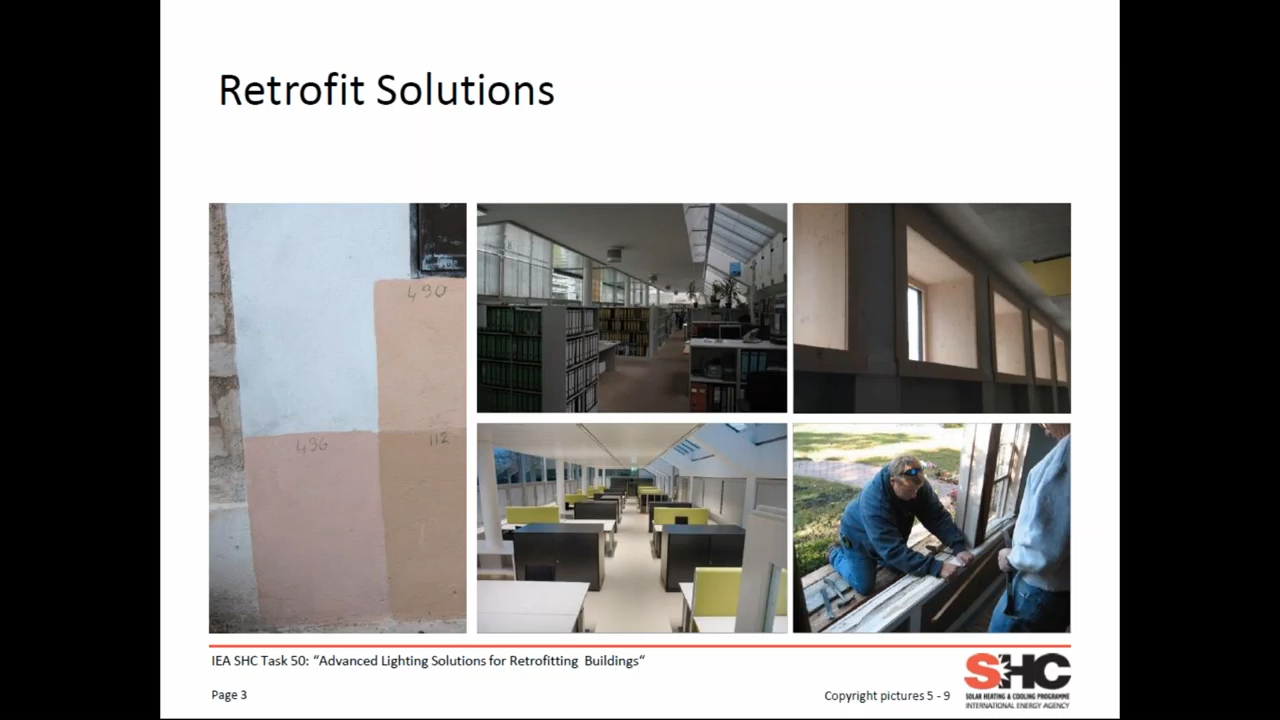 Retrofit Solutions
490
496
112
IEA SHC Task 50: “Advanced Lighting Solutions for Retrofitting Buildings“
Page 3
Copyright pictures 5 - 9
SHC
SOLAR HEATING & COOLING PROGRAMME
INTERNATIONAL ENERGY AGENCY